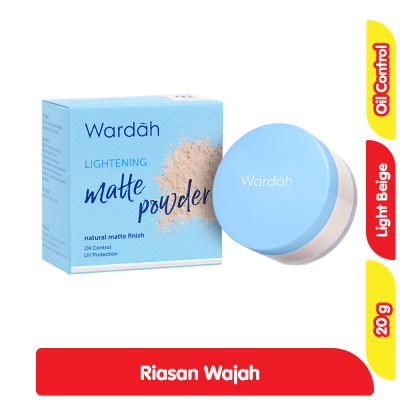 Wardah
LIGHTENING
matte
powder
natural matte finish
Oil Control
UV Protection
Wardah
Oil Control
Light Beige
20 g
Riasan Wajah